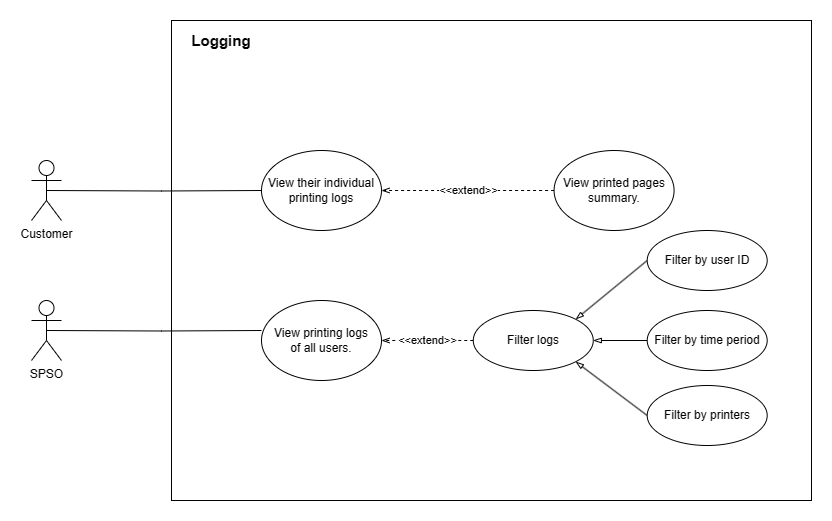 Logging
View their individual
printing logs
<<extend>>
View printed pages
summary.
Customer
Filter by user ID
View printing logs
of all users.
<<extend>>
Filter logs
Filter by time period
SPSO
Filter by printers